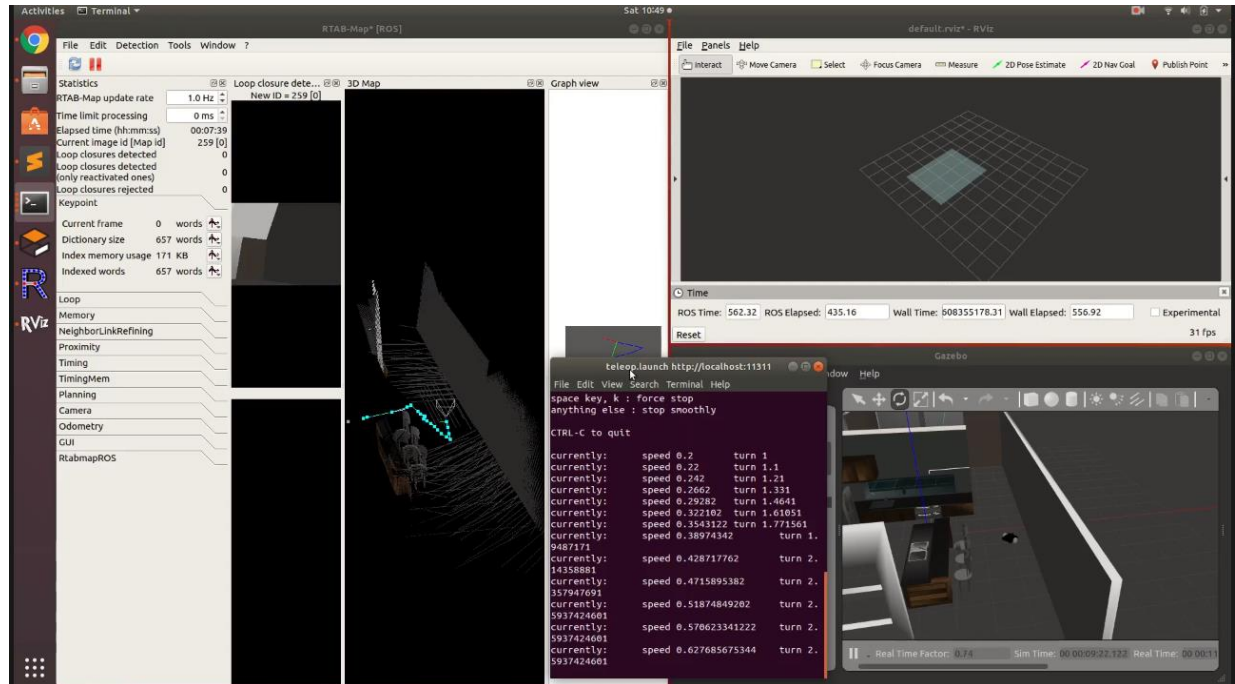 Activities Terminal Sat 10:49
RTAB-Map* [ROS]
File Edit Detection Tools Window ?
Statistics
RTAB-Map update rate 1.0 Hz
Time limit processing 0 ms
Elapsed time (hh:mm:ss) 00:07:39
Current image id [Map id] 259 [0]
Loop closures detected 0
Loop closures detected
(only reactivated ones) 0
Loop closures rejected 0
Keypoint
Current frame 0 words
Dictionary size 657 words
Index memory usage 171 KB
Indexed words 657 words
Loop
Memory
NeighborLinkRefining
Proximity
Timing
TimingMem
Planning
Camera
Odometry
GUI
RtabmapROS
RViz
Loop closure dete...
New ID = 259 [0]
3D Map
Graph view
default.rviz* - RViz
File Panels Help
Interact Move Camera Select Focus Camera Measure 2D Pose Estimate 2D Nav Goal Publish Point »
Time
ROS Time: 562.32 ROS Elapsed: 435.16 Wall Time: 608355178.31 Wall Elapsed: 556.92 Experimental
Reset 31 fps
teleop.launch http://localhost:11311
File Edit View Search Terminal Help
space key, k : force stop
anything else : stop smoothly
CTRL-C to quit
currently: speed 0.2 turn 1
currently: speed 0.22 turn 1.1
currently: speed 0.242 turn 1.21
currently: speed 0.2662 turn 1.331
currently: speed 0.29282 turn 1.4641
currently: speed 0.322102 turn 1.61051
currently: speed 0.3543122 turn 1.771561
currently: speed 0.38974342 turn 1.
9487171
currently: speed 0.428717762 turn 2.
14358881
currently: speed 0.4715895382 turn 2.
357947691
currently: speed 0.51874849202 turn 2.
5937424601
currently: speed 0.570623341222 turn 2.
5937424601
currently: speed 0.627685675344 turn 2.
5937424601
Gazebo
dow Help
Real Time Factor: 0.74 Sim Time: 00 00:09:22.122 Real Time: 00 00:11